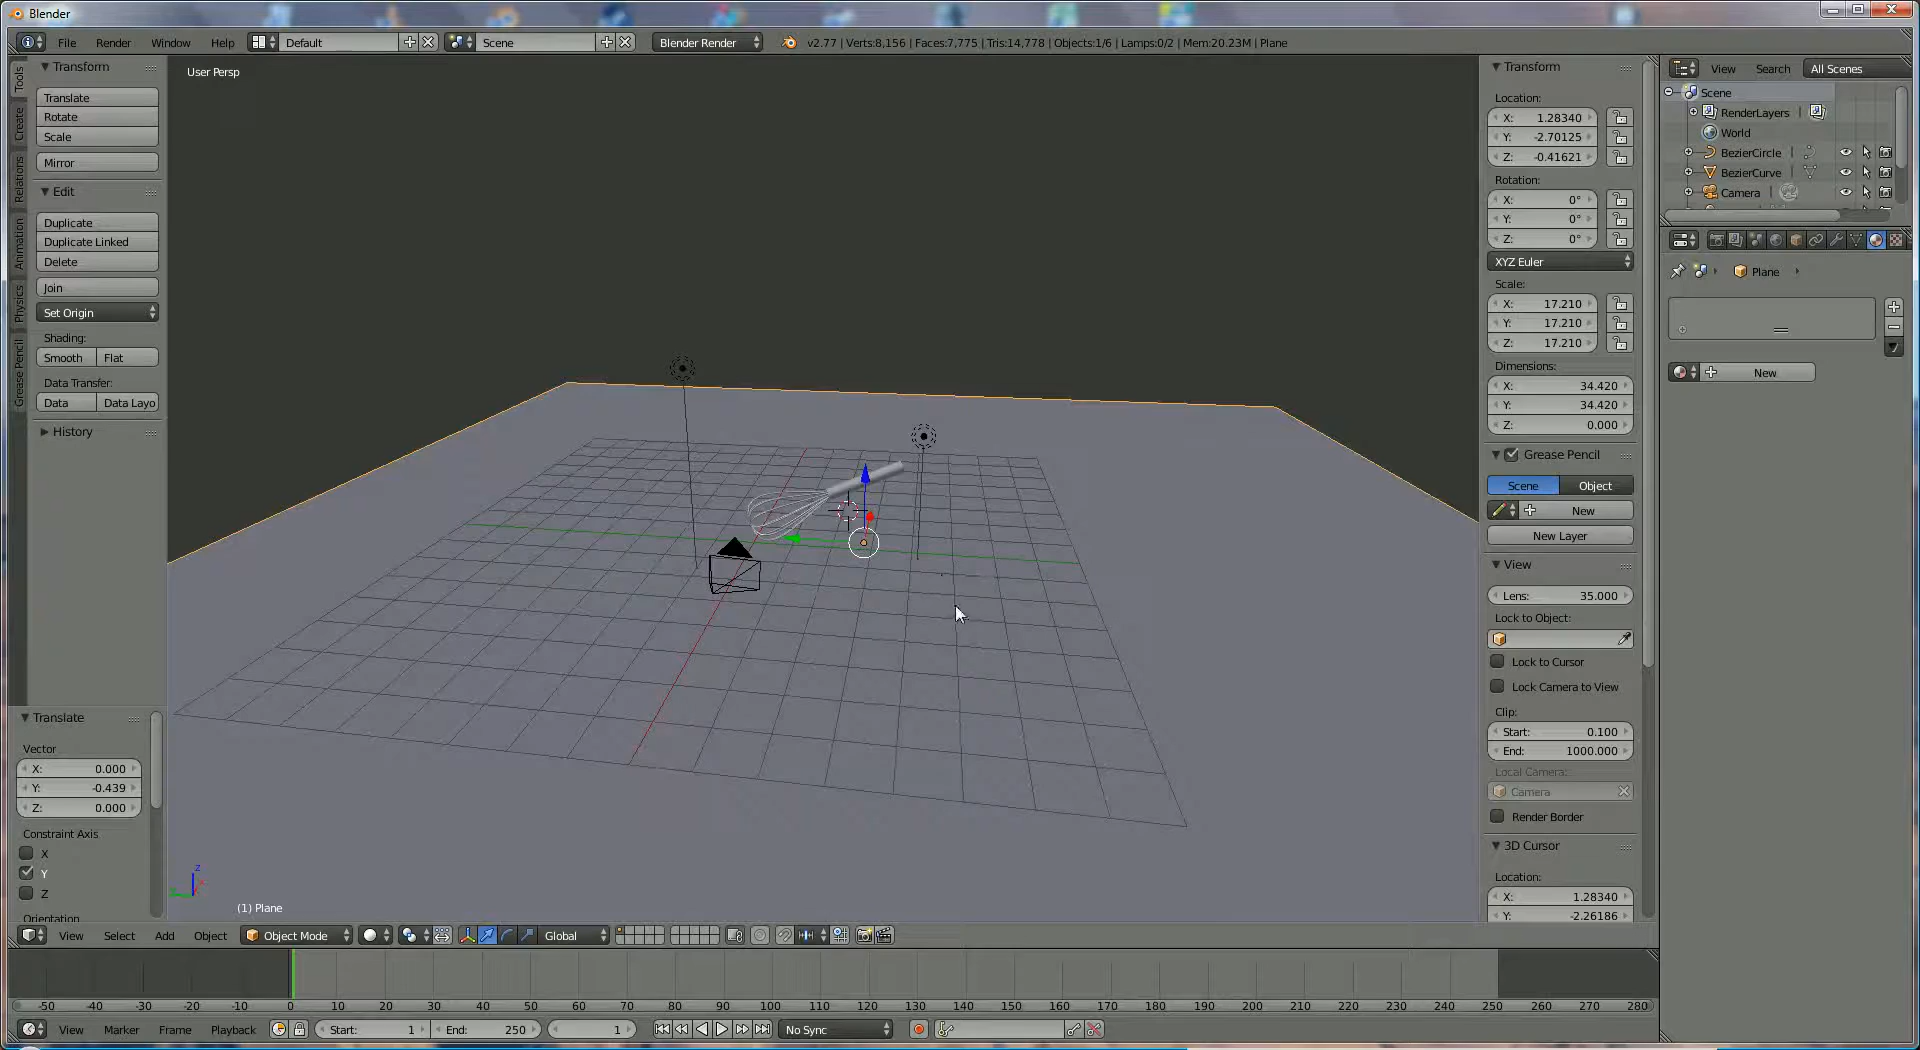 Blender
File Render Window Help Default Scene Blender Render v2.77 | Verts:8,156 | Faces:7,775 | Tris:14,778 | Objects:1/6 | Lamps:0/2 | Mem:20.23M | Plane
Tools
Create
Relations
Animation
Physics
Grease Pencil
Transform
Translate
Rotate
Scale
Mirror
Edit
Duplicate
Duplicate Linked
Delete
Join
Set Origin
Shading:
Smooth Flat
Data Transfer:
Data Data Layo
History
Translate
Vector
X: 0.000
Y: -0.439
Z: 0.000
Constraint Axis
X
Y
Z
Orientation
User Persp
(1) Plane
Z
Transform
Location:
X: 1.28340
Y: -2.70125
Z: -0.41621
Rotation:
X: 0°
Y: 0°
Z: 0°
XYZ Euler
Scale:
X: 17.210
Y: 17.210
Z: 17.210
Dimensions:
X: 34.420
Y: 34.420
Z: 0.000
Grease Pencil
Scene Object
New
New Layer
View
Lens: 35.000
Lock to Object:
Lock to Cursor
Lock Camera to View
Clip:
Start: 0.100
End: 1000.000
Local Camera:
Camera
Render Border
3D Cursor
Location:
X: 1.28340
Y: -2.26186
View Search All Scenes
Scene
RenderLayers
World
BezierCircle
BezierCurve
Camera
Plane
New
View Select Add Object Object Mode Global
-50 -40 -30 -20 -10 0 10 20 30 40 50 60 70 80 90 100 110 120 130 140 150 160 170 180 190 200 210 220 230 240 250 260 270 280
View Marker Frame Playback Start: 1 End: 250 1 No Sync